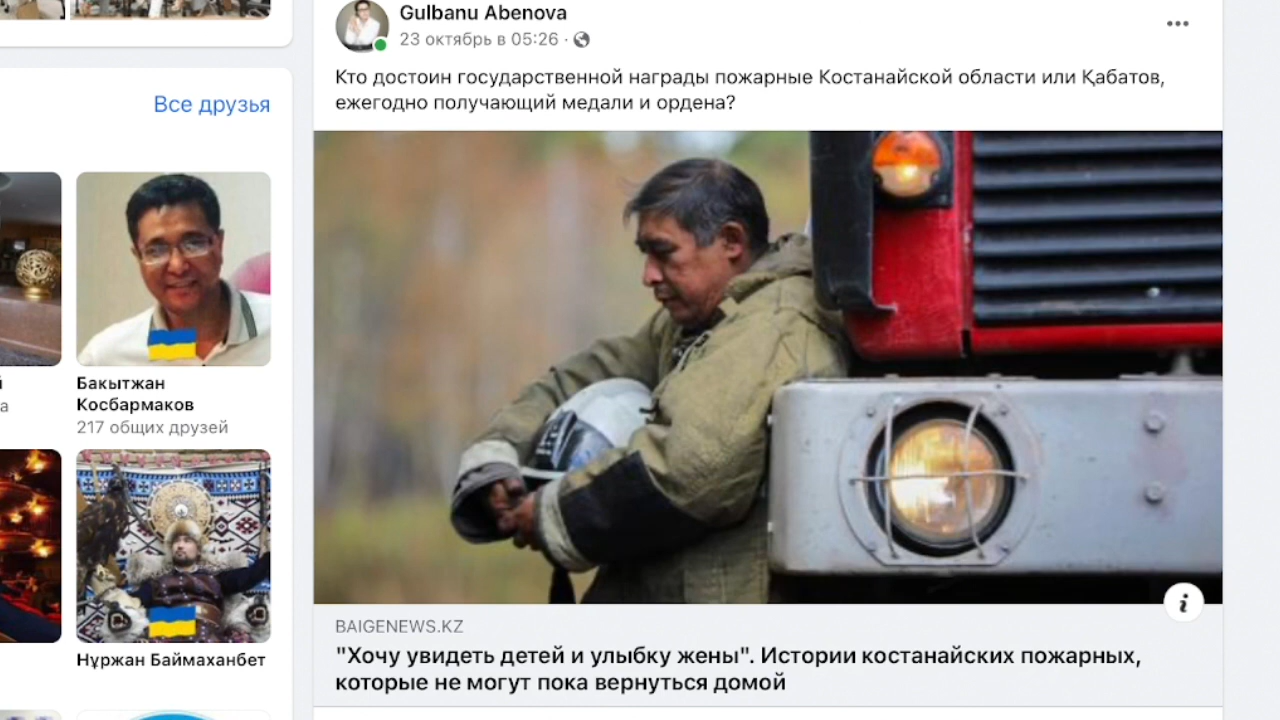 Gulbanu Abenova
23 октябрь в 05:26 ·
Кто достоин государственной награды пожарные Костанайской области или Қабатов,
ежегодно получающий медали и ордена?
Все друзья
й
а
Бакытжан
Косбармаков
217 общих друзей
Нұржан Баймаханбет
BAIGENEWS.KZ
"Хочу увидеть детей и улыбку жены". Истории костанайских пожарных,
которые не могут пока вернуться домой